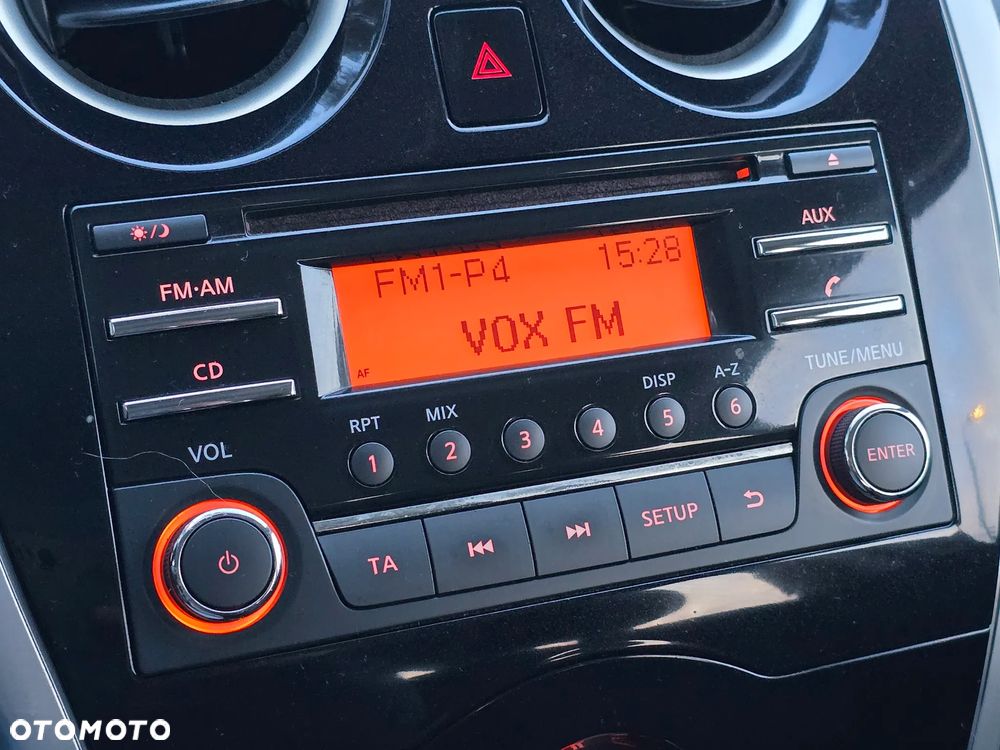 AUX
FM·AM
FM1-P4 15:28
VOX FM
AF
CD
TUNE/MENU
RPT MIX DISP A-Z
1 2 3 4 5 6
VOL
ENTER
TA SETUP
OTOMOTO